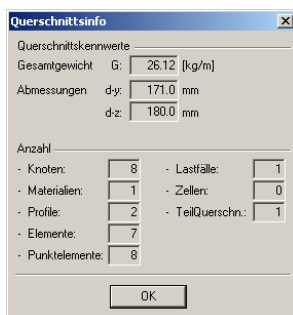 Querschnittsinfo
Querschnittskennwerte
Gesamtgewicht G: 26.12 [kg/m]
Abmessungen d-y: 171.0 mm
d-z: 180.0 mm
Anzahl
- Knoten: 8 - Lastfälle: 1
- Materialien: 1 - Zellen: 0
- Profile: 2 - TeilQuerschn.: 1
- Elemente: 7
- Punktelemente: 8
OK